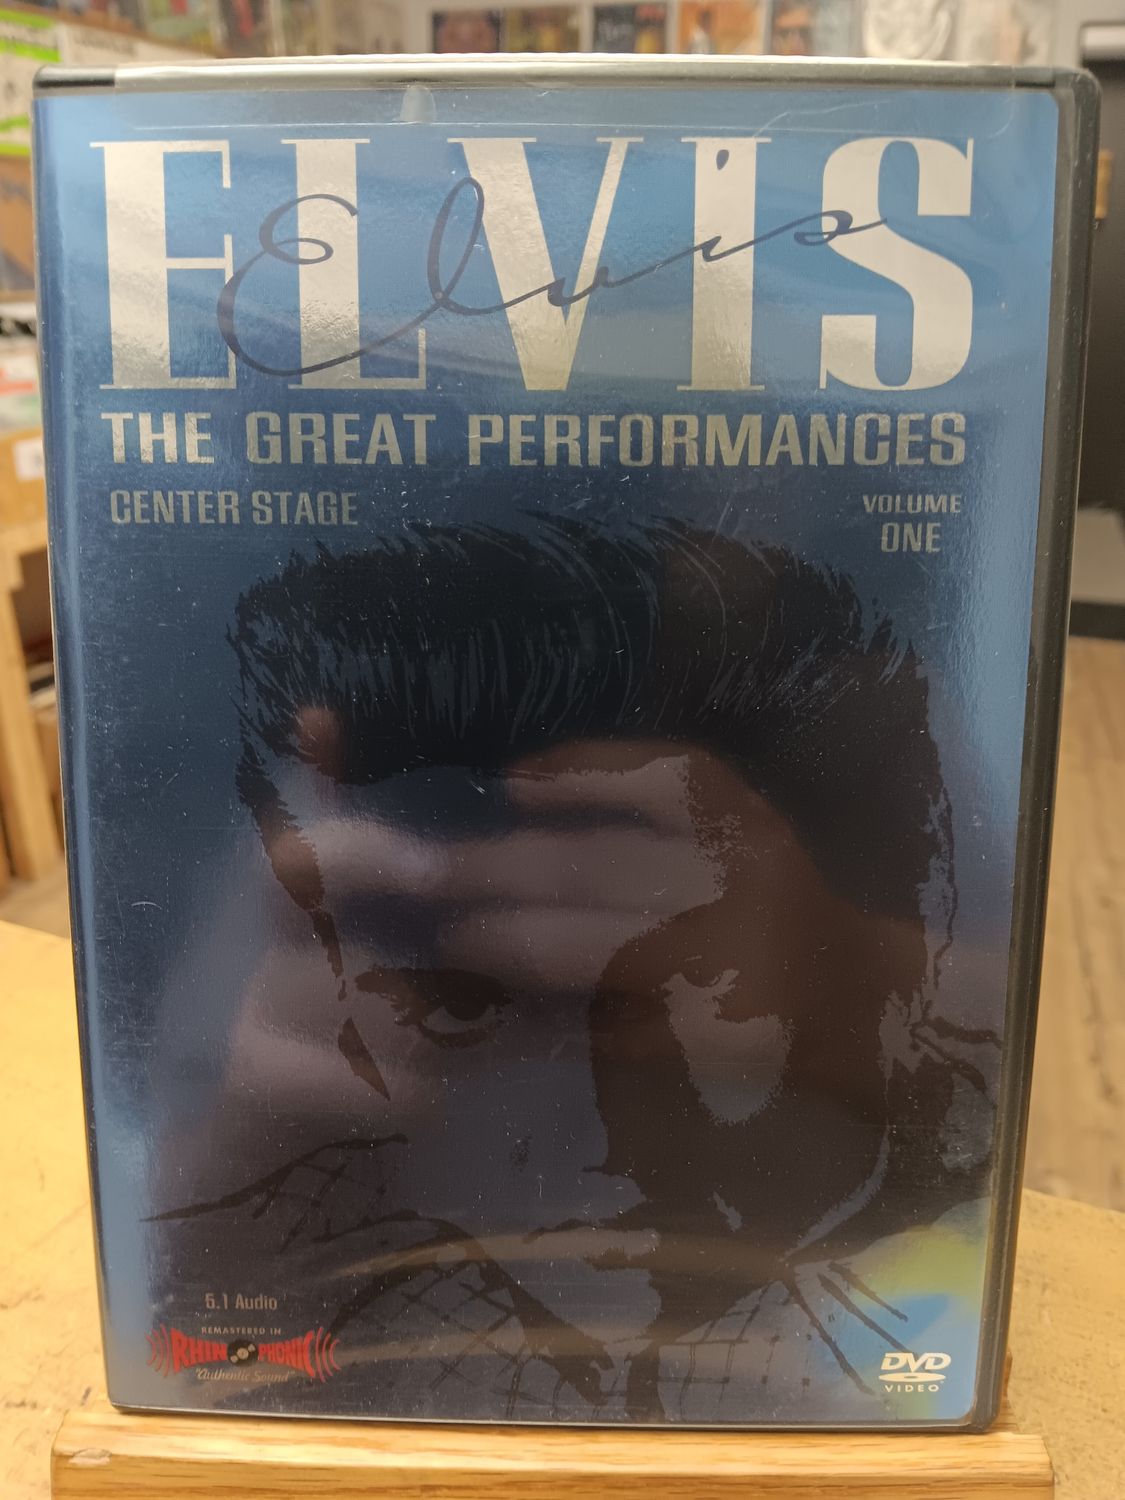 ELVIS
Elvis
THE GREAT PERFORMANCES
CENTER STAGE
VOLUME
ONE
5.1 Audio
REMASTERED IN
RHINOPHONIC
"Authentic Sound"
DVD
VIDEO